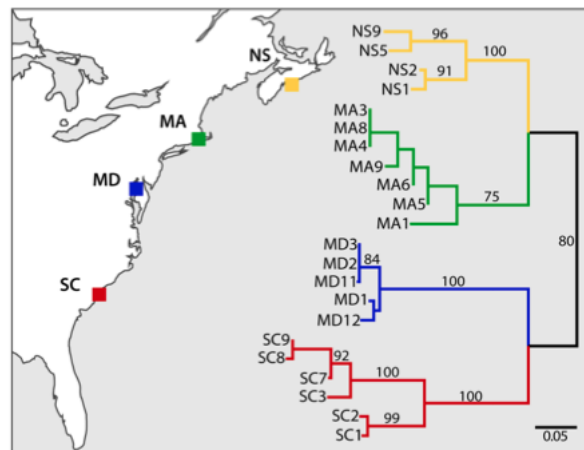 NS
MA
MD
SC
NS9
96
NS5
100
NS2
91
NS1
MA3
MA8
MA4
MA9
MA6
MA5
75
MA1
80
MD3
MD2
84
MD11
100
MD1
MD12
SC9
SC8
92
SC7
100
SC3
100
SC2
99
SC1
0.05